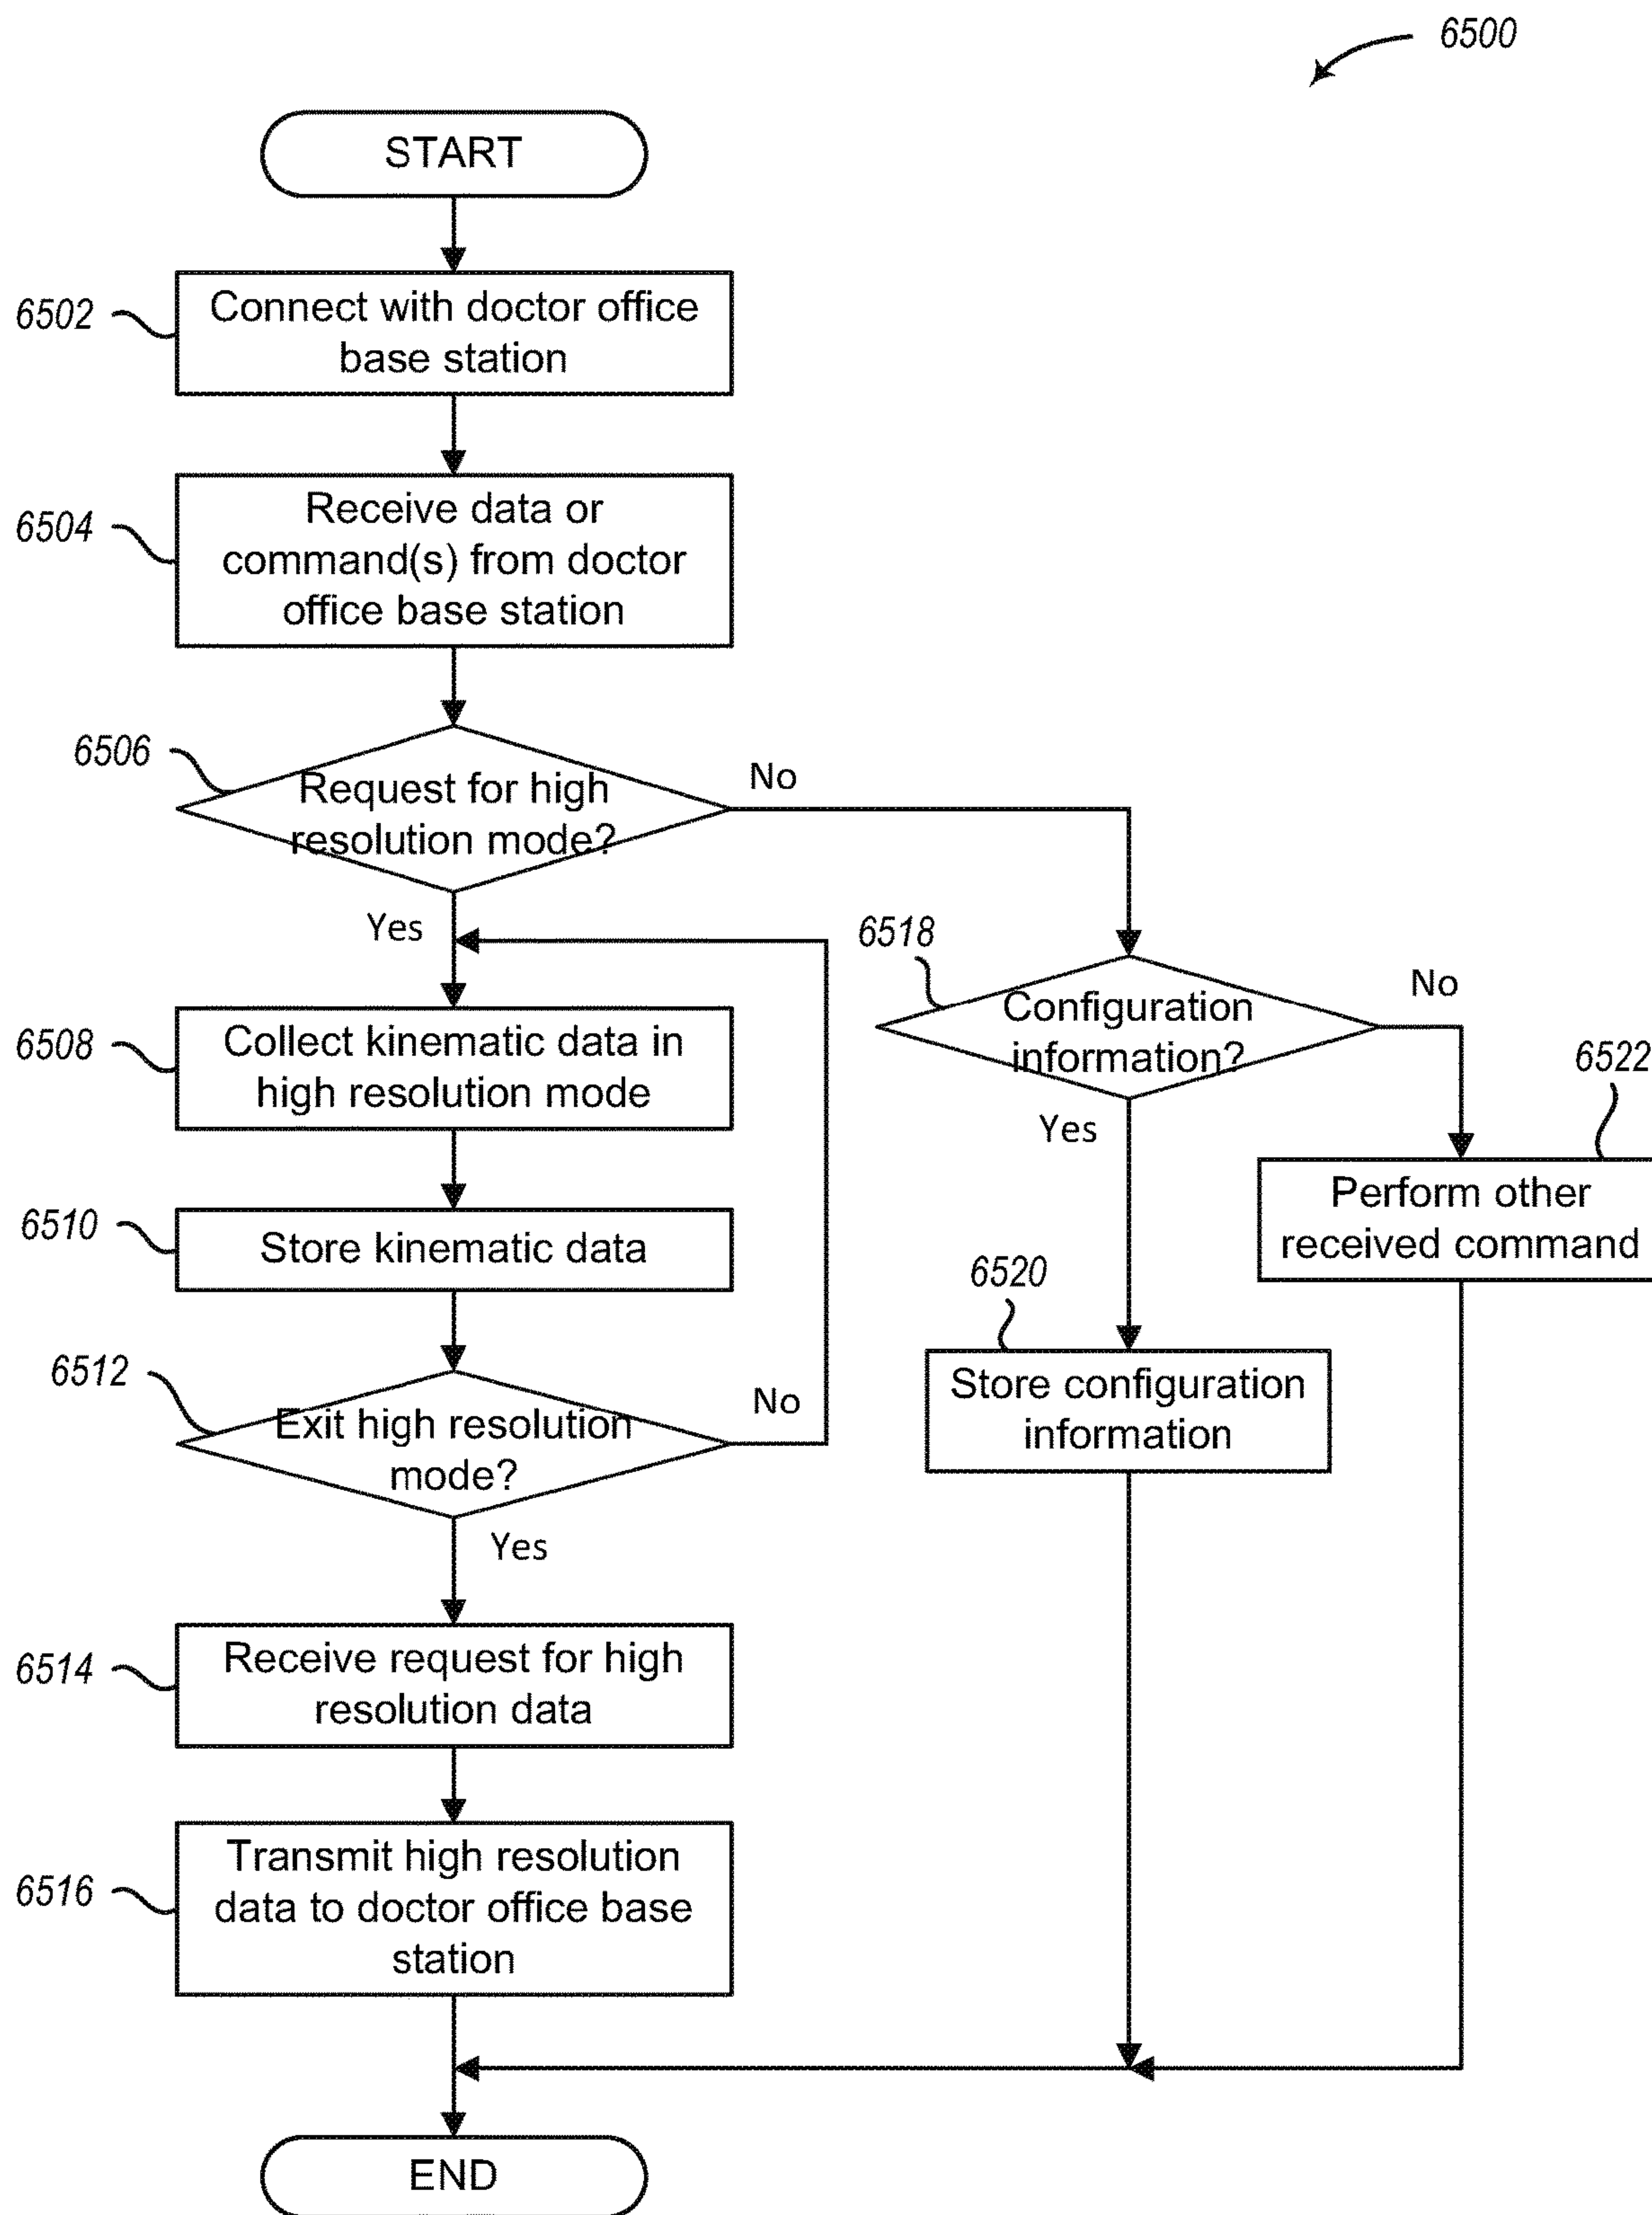 6500
START
6502
Connect with doctor office
base station
6504
Receive data or
command(s) from doctor
office base station
6506
Request for high
resolution mode?
No
Yes
6508
Collect kinematic data in
high resolution mode
6510
Store kinematic data
6512
Exit high resolution
mode?
No
Yes
6514
Receive request for high
resolution data
6516
Transmit high resolution
data to doctor office base
station
6518
Configuration
information?
No
Yes
6522
Perform other
received command
6520
Store configuration
information
END